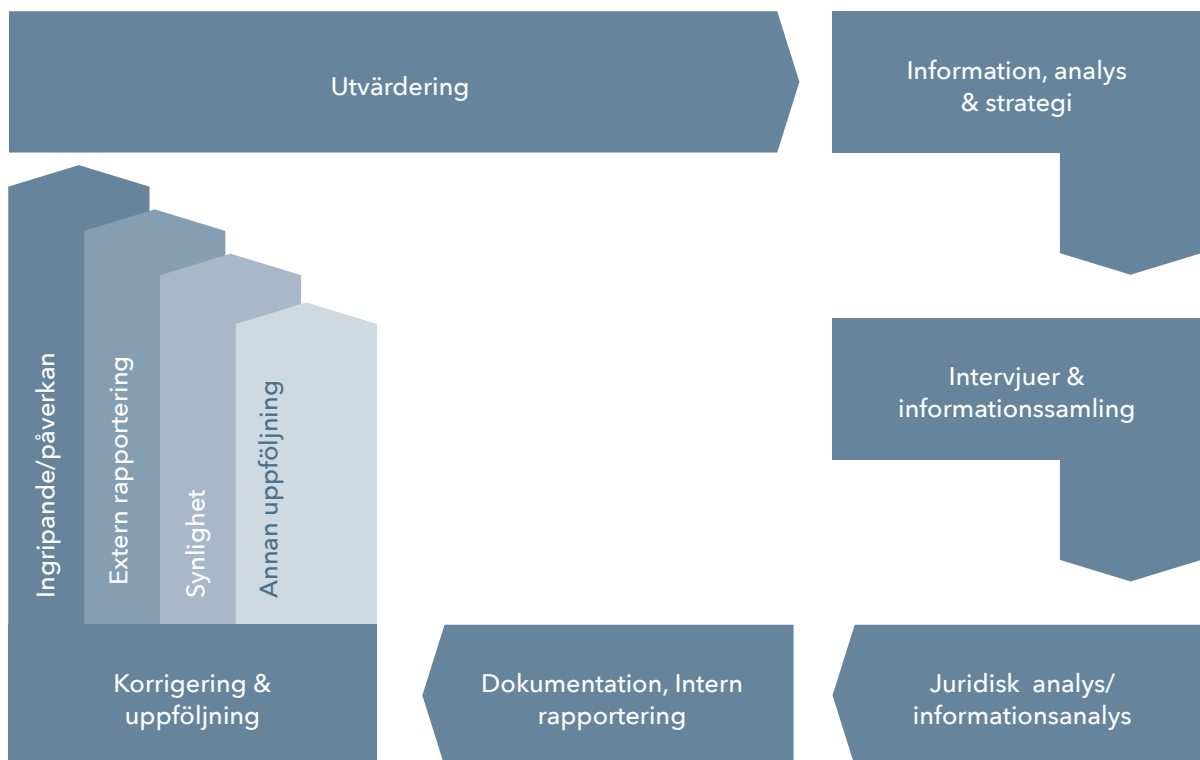 Utvärdering
Information, analys
& strategi
Ingripande/påverkan
Extern rapportering
Synlighet
Annan uppföljning
Intervjuer &
informationssamling
Korrigering &
uppföljning
Dokumentation, Intern
rapportering
Juridisk analys/
informationsanalys